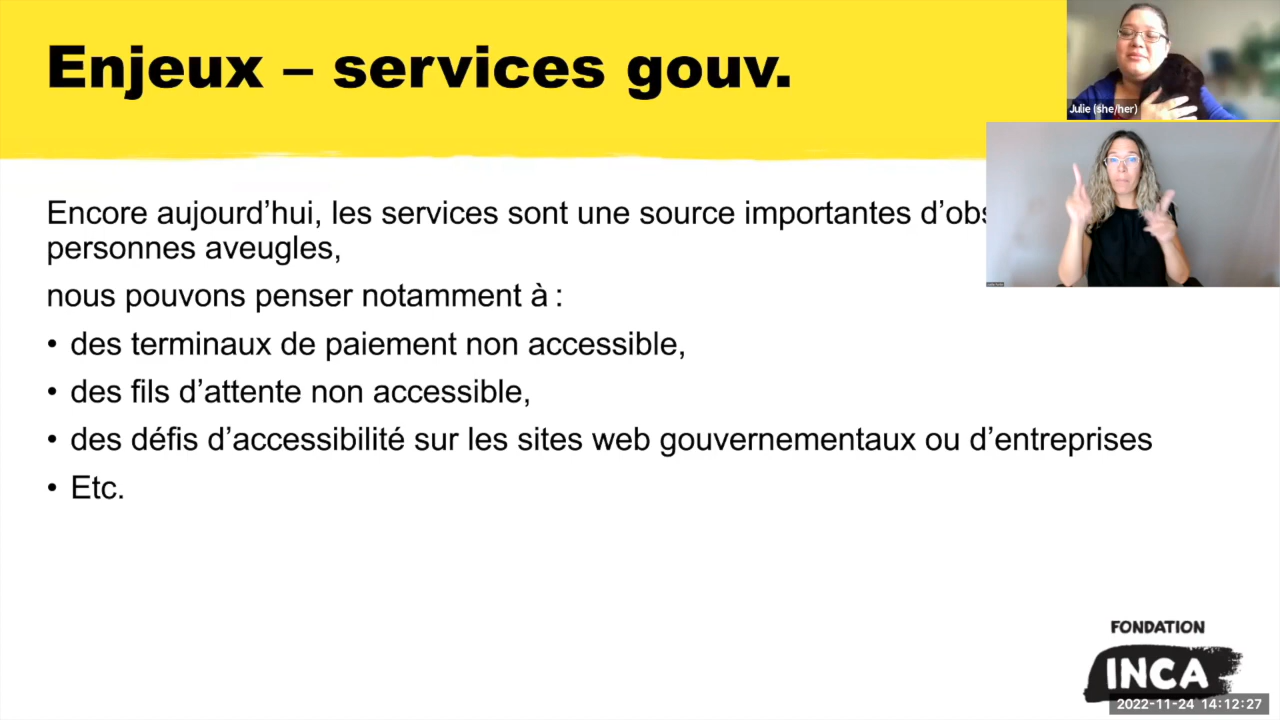 Enjeux – services gouv.
Julie (she/her)
Encore aujourd’hui, les services sont une source importantes
personnes aveugles,
nous pouvons penser notamment à :
• des terminaux de paiement non accessible,
• des fils d’attente non accessible,
• des défis d’accessibilité sur les sites web gouvernementaux ou d’entreprises
• Etc.
FONDATION
INCA
2022-11-24 14:12:27